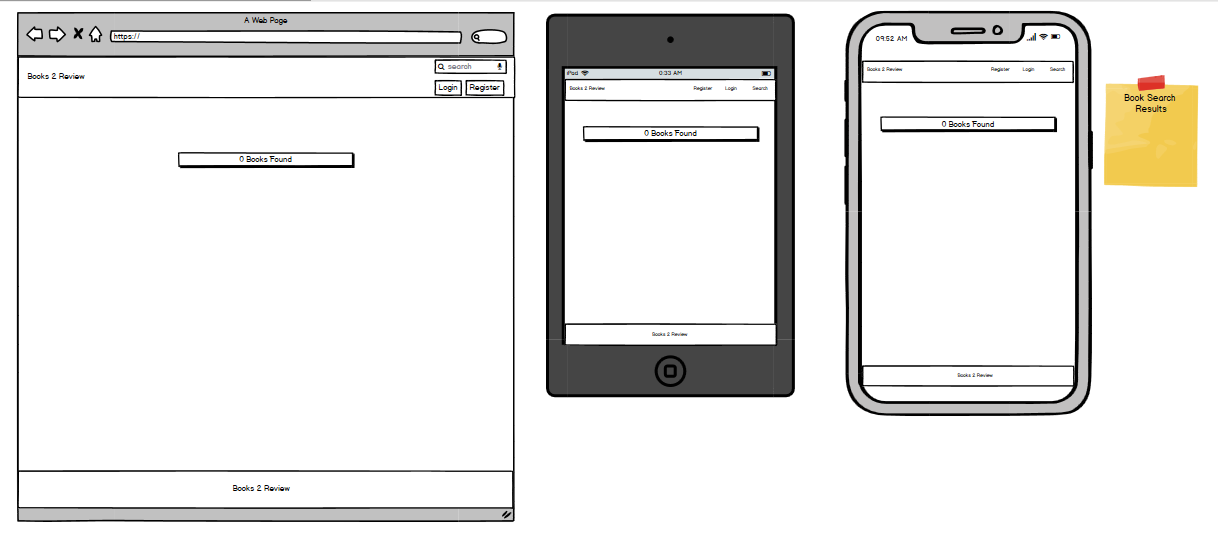 A Web Page
https://
Books 2 Review
search
Login
Register
0 Books Found
Books 2 Review
iPod
0:33 AM
Books 2 Review
Register
Login
Search
0 Books Found
Books 2 Review
09:52 AM
Books 2 Review
Register
Login
Search
0 Books Found
Books 2 Review
Book Search
Results